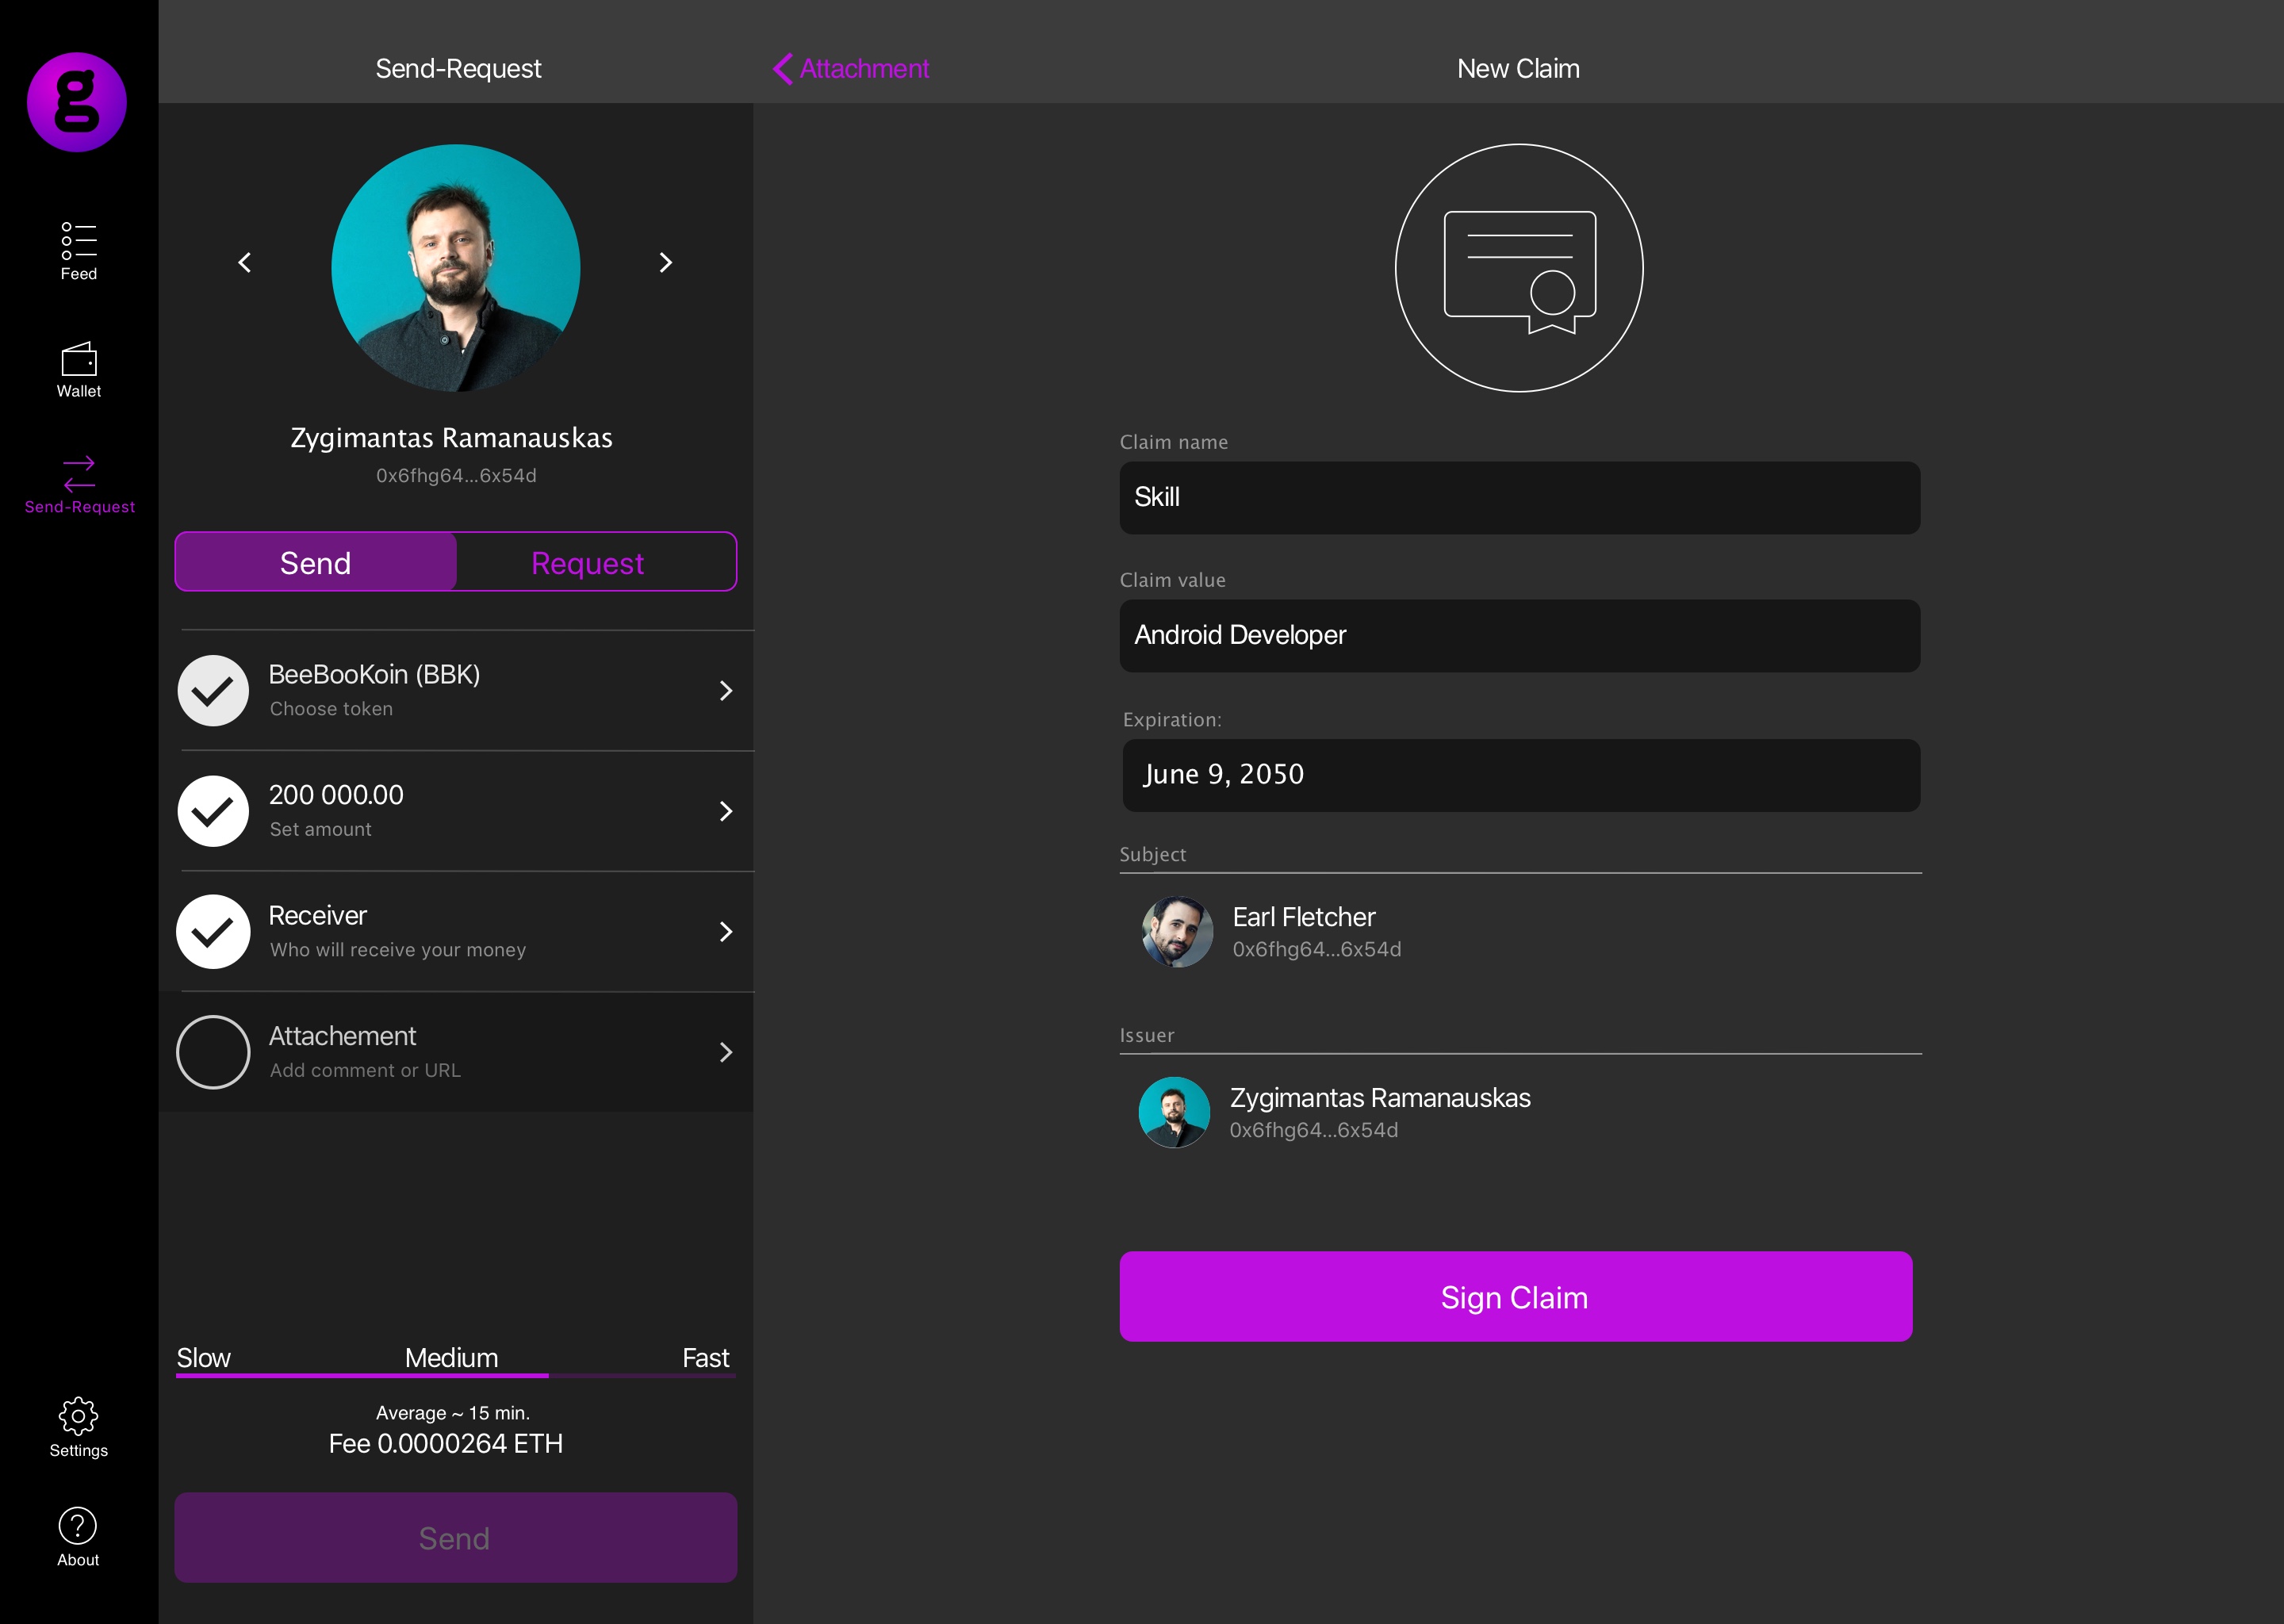 g
Feed
Wallet
Send-Request
Settings
About
Send-Request
Zygimantas Ramanauskas
0x6fhg64...6x54d
Send
Request
BeeBooKoin (BBK)
Choose token
200 000.00
Set amount
Receiver
Who will receive your money
Attachement
Add comment or URL
Slow
Medium
Fast
Average ~ 15 min.
Fee 0.0000264 ETH
Send
Attachment
New Claim
Claim name
Skill
Claim value
Android Developer
Expiration:
June 9, 2050
Subject
Earl Fletcher
0x6fhg64...6x54d
Issuer
Zygimantas Ramanauskas
0x6fhg64...6x54d
Sign Claim